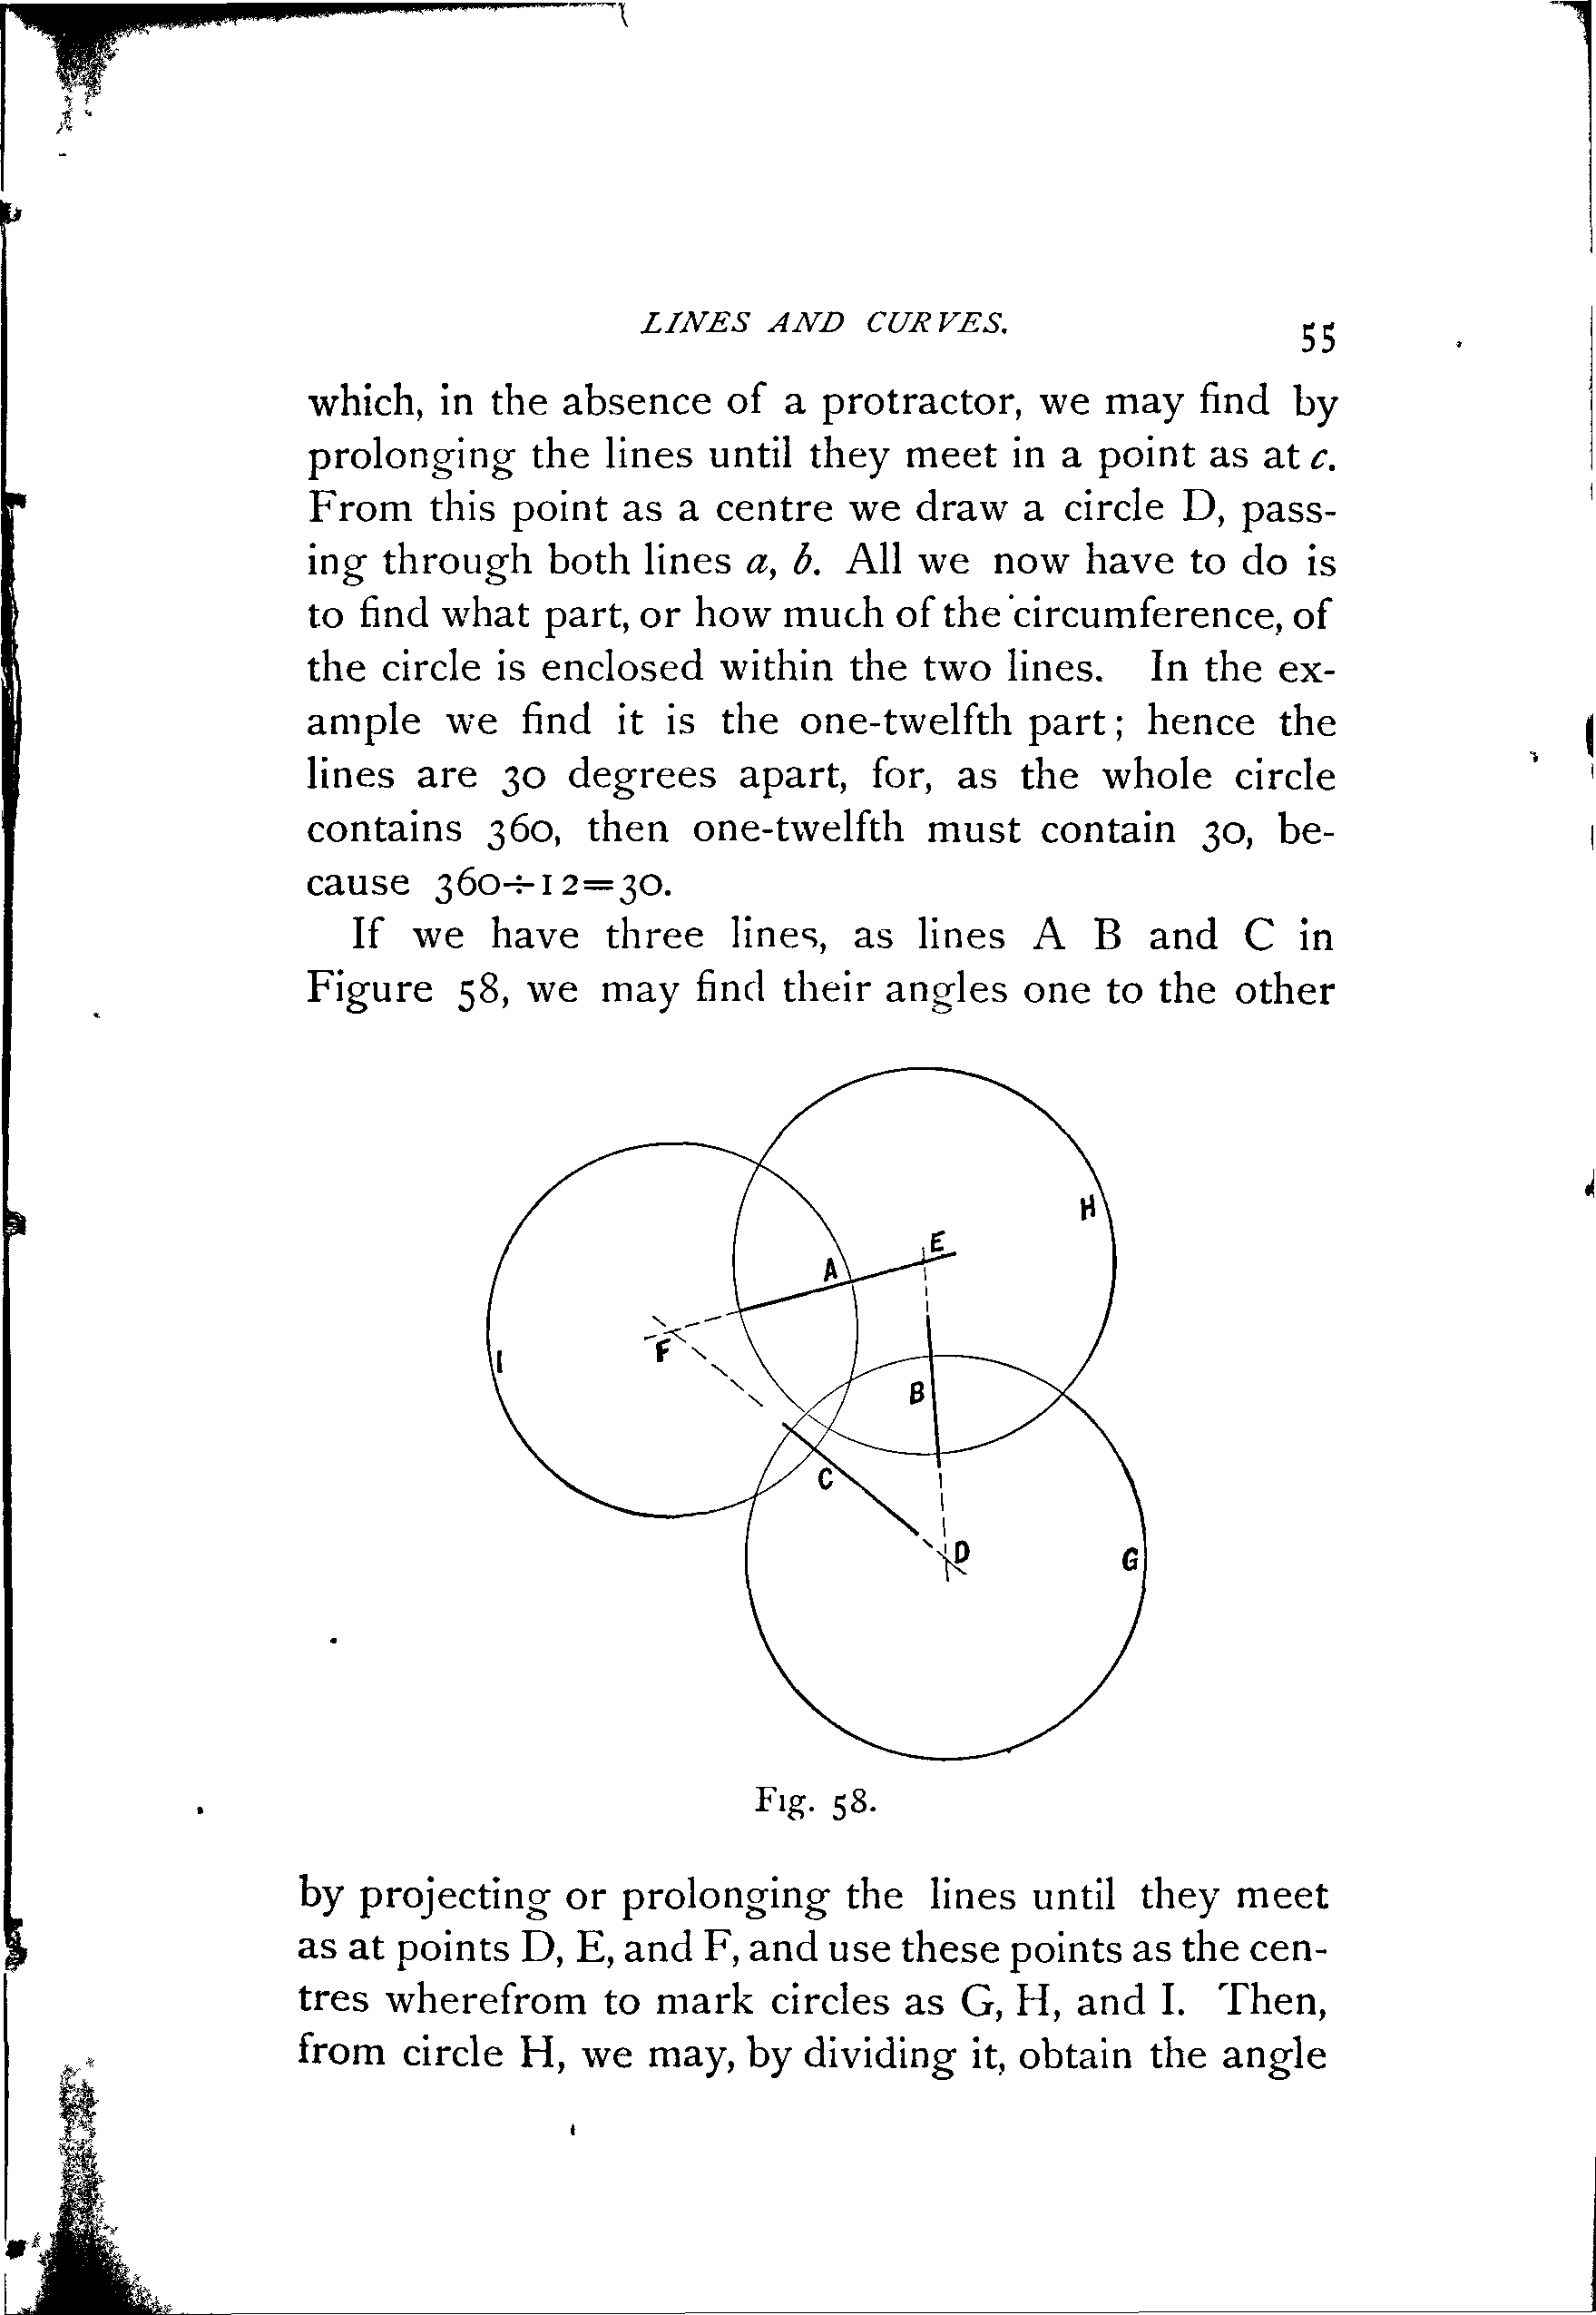 LINES AND CURVES.
55
which, in the absence of a protractor, we may find by
prolonging the lines until they meet in a point as at c.
From this point as a centre we draw a circle D, pass-
ing through both lines a, b. All we now have to do is
to find what part, or how much of the circumference, of
the circle is enclosed within the two lines. In the ex-
ample we find it is the one-twelfth part; hence the
lines are 30 degrees apart, for, as the whole circle
contains 360, then one-twelfth must contain 30, be-
cause 360÷12=30.
If we have three lines, as lines A B and C in
Figure 58, we may find their angles one to the other
H
E
A
F
I
B
C
D
G
Fig. 58.
by projecting or prolonging the lines until they meet
as at points D, E, and F, and use these points as the cen-
tres wherefrom to mark circles as G, H, and I. Then,
from circle H, we may, by dividing it, obtain the angle